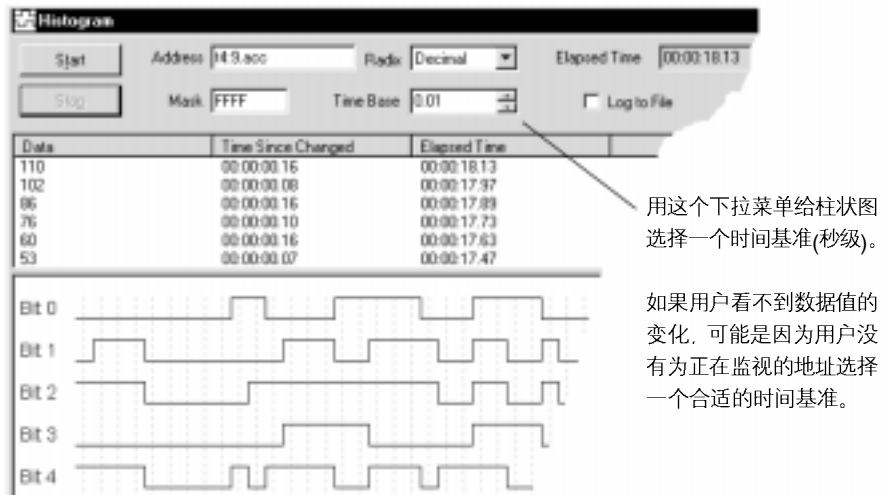 Histogram
Start Address t4:9.acc Radix Decimal Elapsed Time 00:00:18.13
Stop Mask FFFF Time Base 0.01 Log to File
Data Time Since Changed Elapsed Time
110 00:00:00.16 00:00:18.13
102 00:00:00.08 00:00:17.97
86 00:00:00.16 00:00:17.89
76 00:00:00.10 00:00:17.73
60 00:00:00.16 00:00:17.63
53 00:00:00.07 00:00:17.47
用这个下拉菜单给柱状图
选择一个时间基准(秒级)。
如果用户看不到数据值的
变化, 可能是因为用户没
有为正在监视的地址选择
一个合适的时间基准。
Bit 0
Bit 1
Bit 2
Bit 3
Bit 4